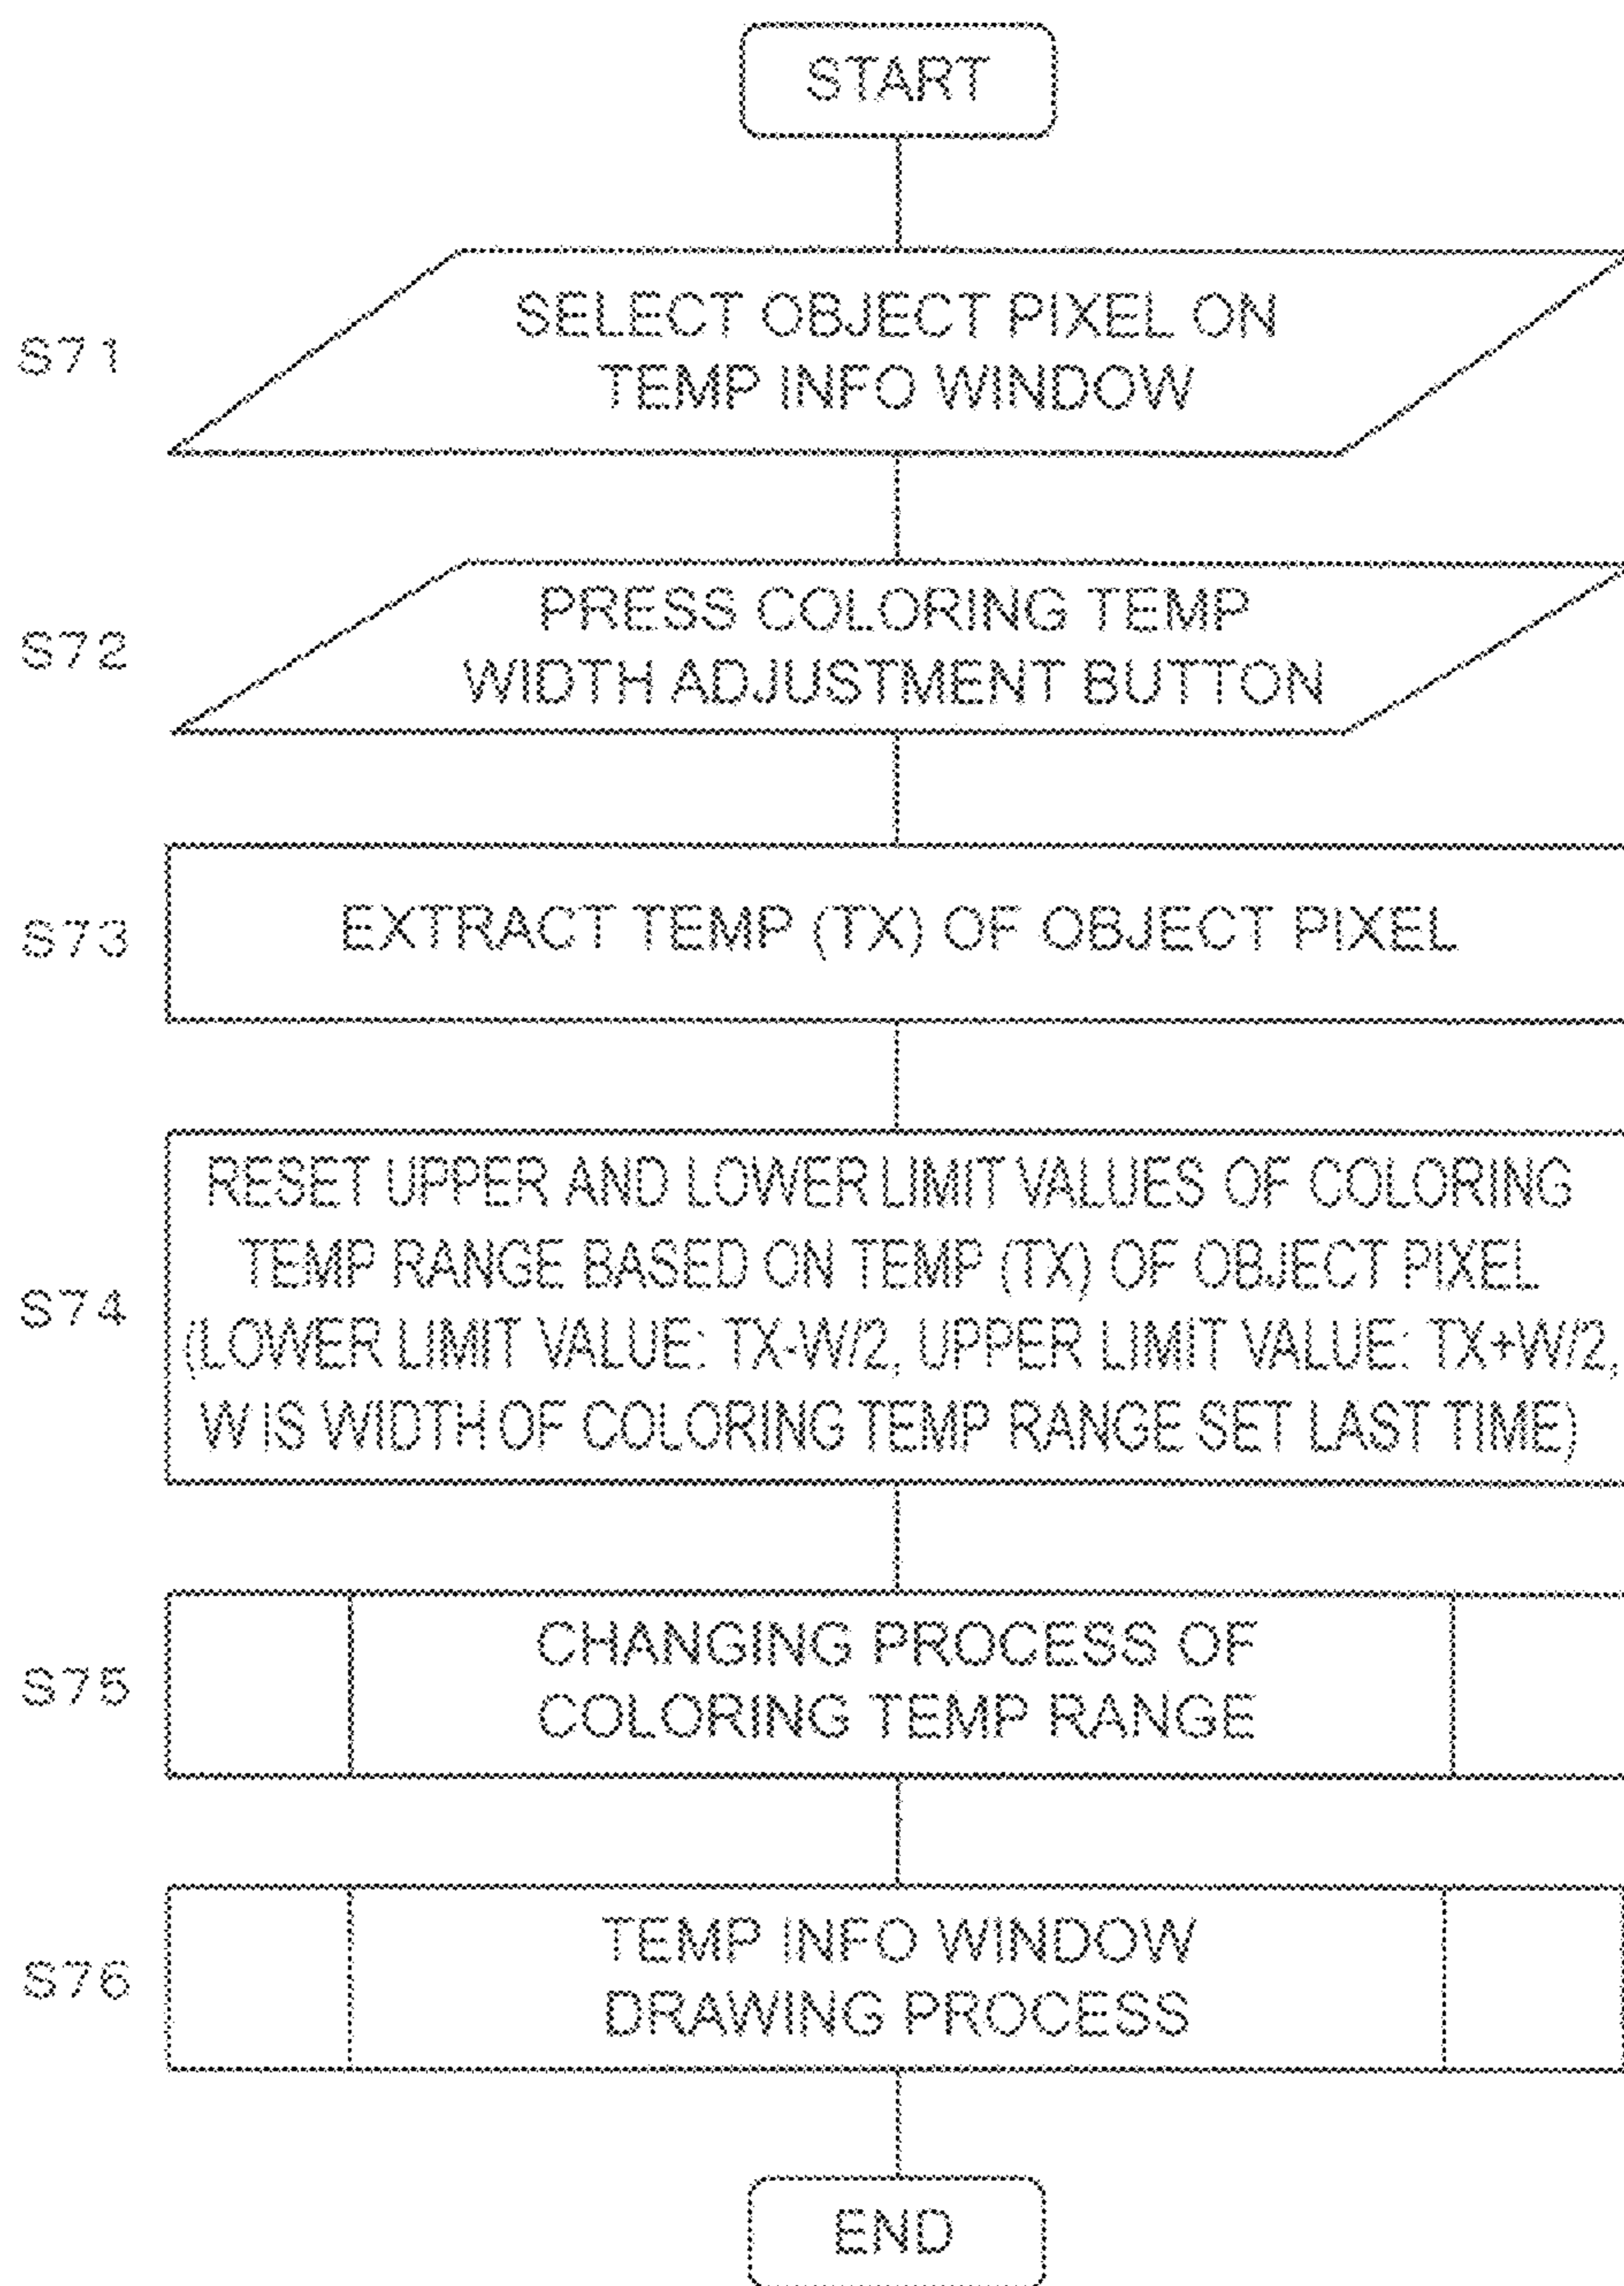 START
S71
SELECT OBJECT PIXEL ON
TEMP INFO WINDOW
S72
PRESS COLORING TEMP
WIDTH ADJUSTMENT BUTTON
S73
EXTRACT TEMP (TX) OF OBJECT PIXEL
S74
RESET UPPER AND LOWER LIMIT VALUES OF COLORING
TEMP RANGE BASED ON TEMP (TX) OF OBJECT PIXEL
(LOWER LIMIT VALUE: TX-W/2, UPPER LIMIT VALUE: TX+W/2,
W IS WIDTH OF COLORING TEMP RANGE SET LAST TIME)
S75
CHANGING PROCESS OF
COLORING TEMP RANGE
S76
TEMP INFO WINDOW
DRAWING PROCESS
END